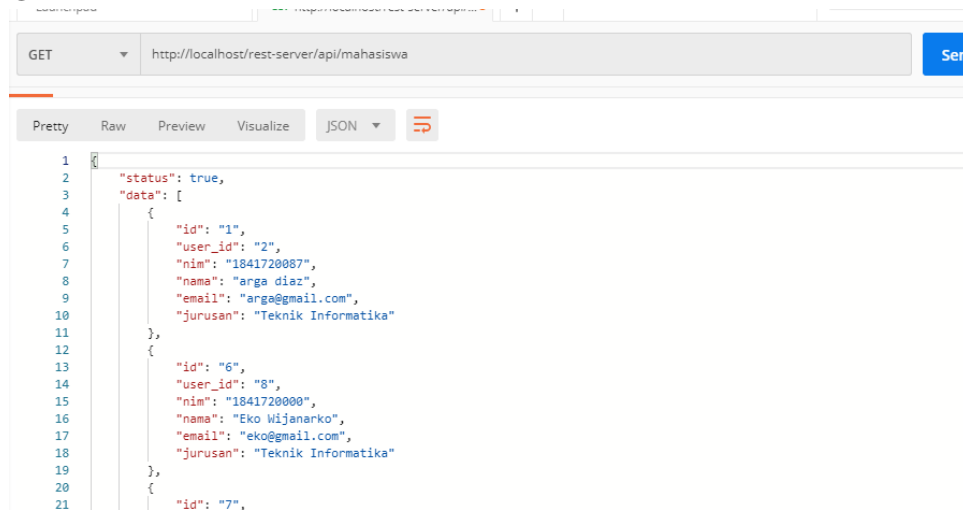 GET http://localhost/rest-server/api/mahasiswa
Pretty Raw Preview Visualize JSON
1 {
2 "status": true,
3 "data": [
4 {
5 "id": "1",
6 "user_id": "2",
7 "nim": "1841720087",
8 "nama": "arga diaz",
9 "email": "arga@gmail.com",
10 "jurusan": "Teknik Informatika"
11 },
12 {
13 "id": "6",
14 "user_id": "8",
15 "nim": "1841720000",
16 "nama": "Eko Wijanarko",
17 "email": "eko@gmail.com",
18 "jurusan": "Teknik Informatika"
19 },
20 {
21 "id": "7",